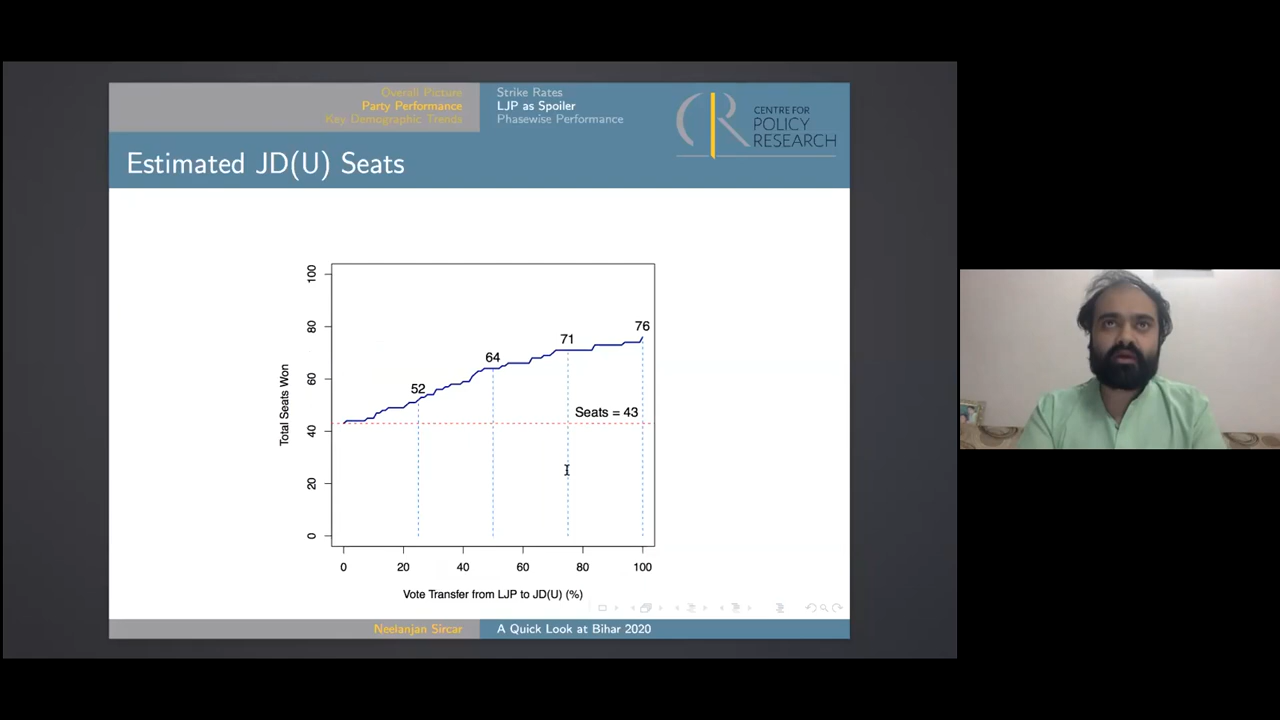 Overall Picture
Party Performance
Key Demographic Trends
Strike Rates
LJP as Spoiler
Phasewise Performance
CENTRE FOR
POLICY
RESEARCH
Estimated JD(U) Seats
Total Seats Won
100
80
60
40
20
0
52
64
71
76
Seats = 43
0 20 40 60 80 100
Vote Transfer from LJP to JD(U) (%)
Neelanjan Sircar
A Quick Look at Bihar 2020